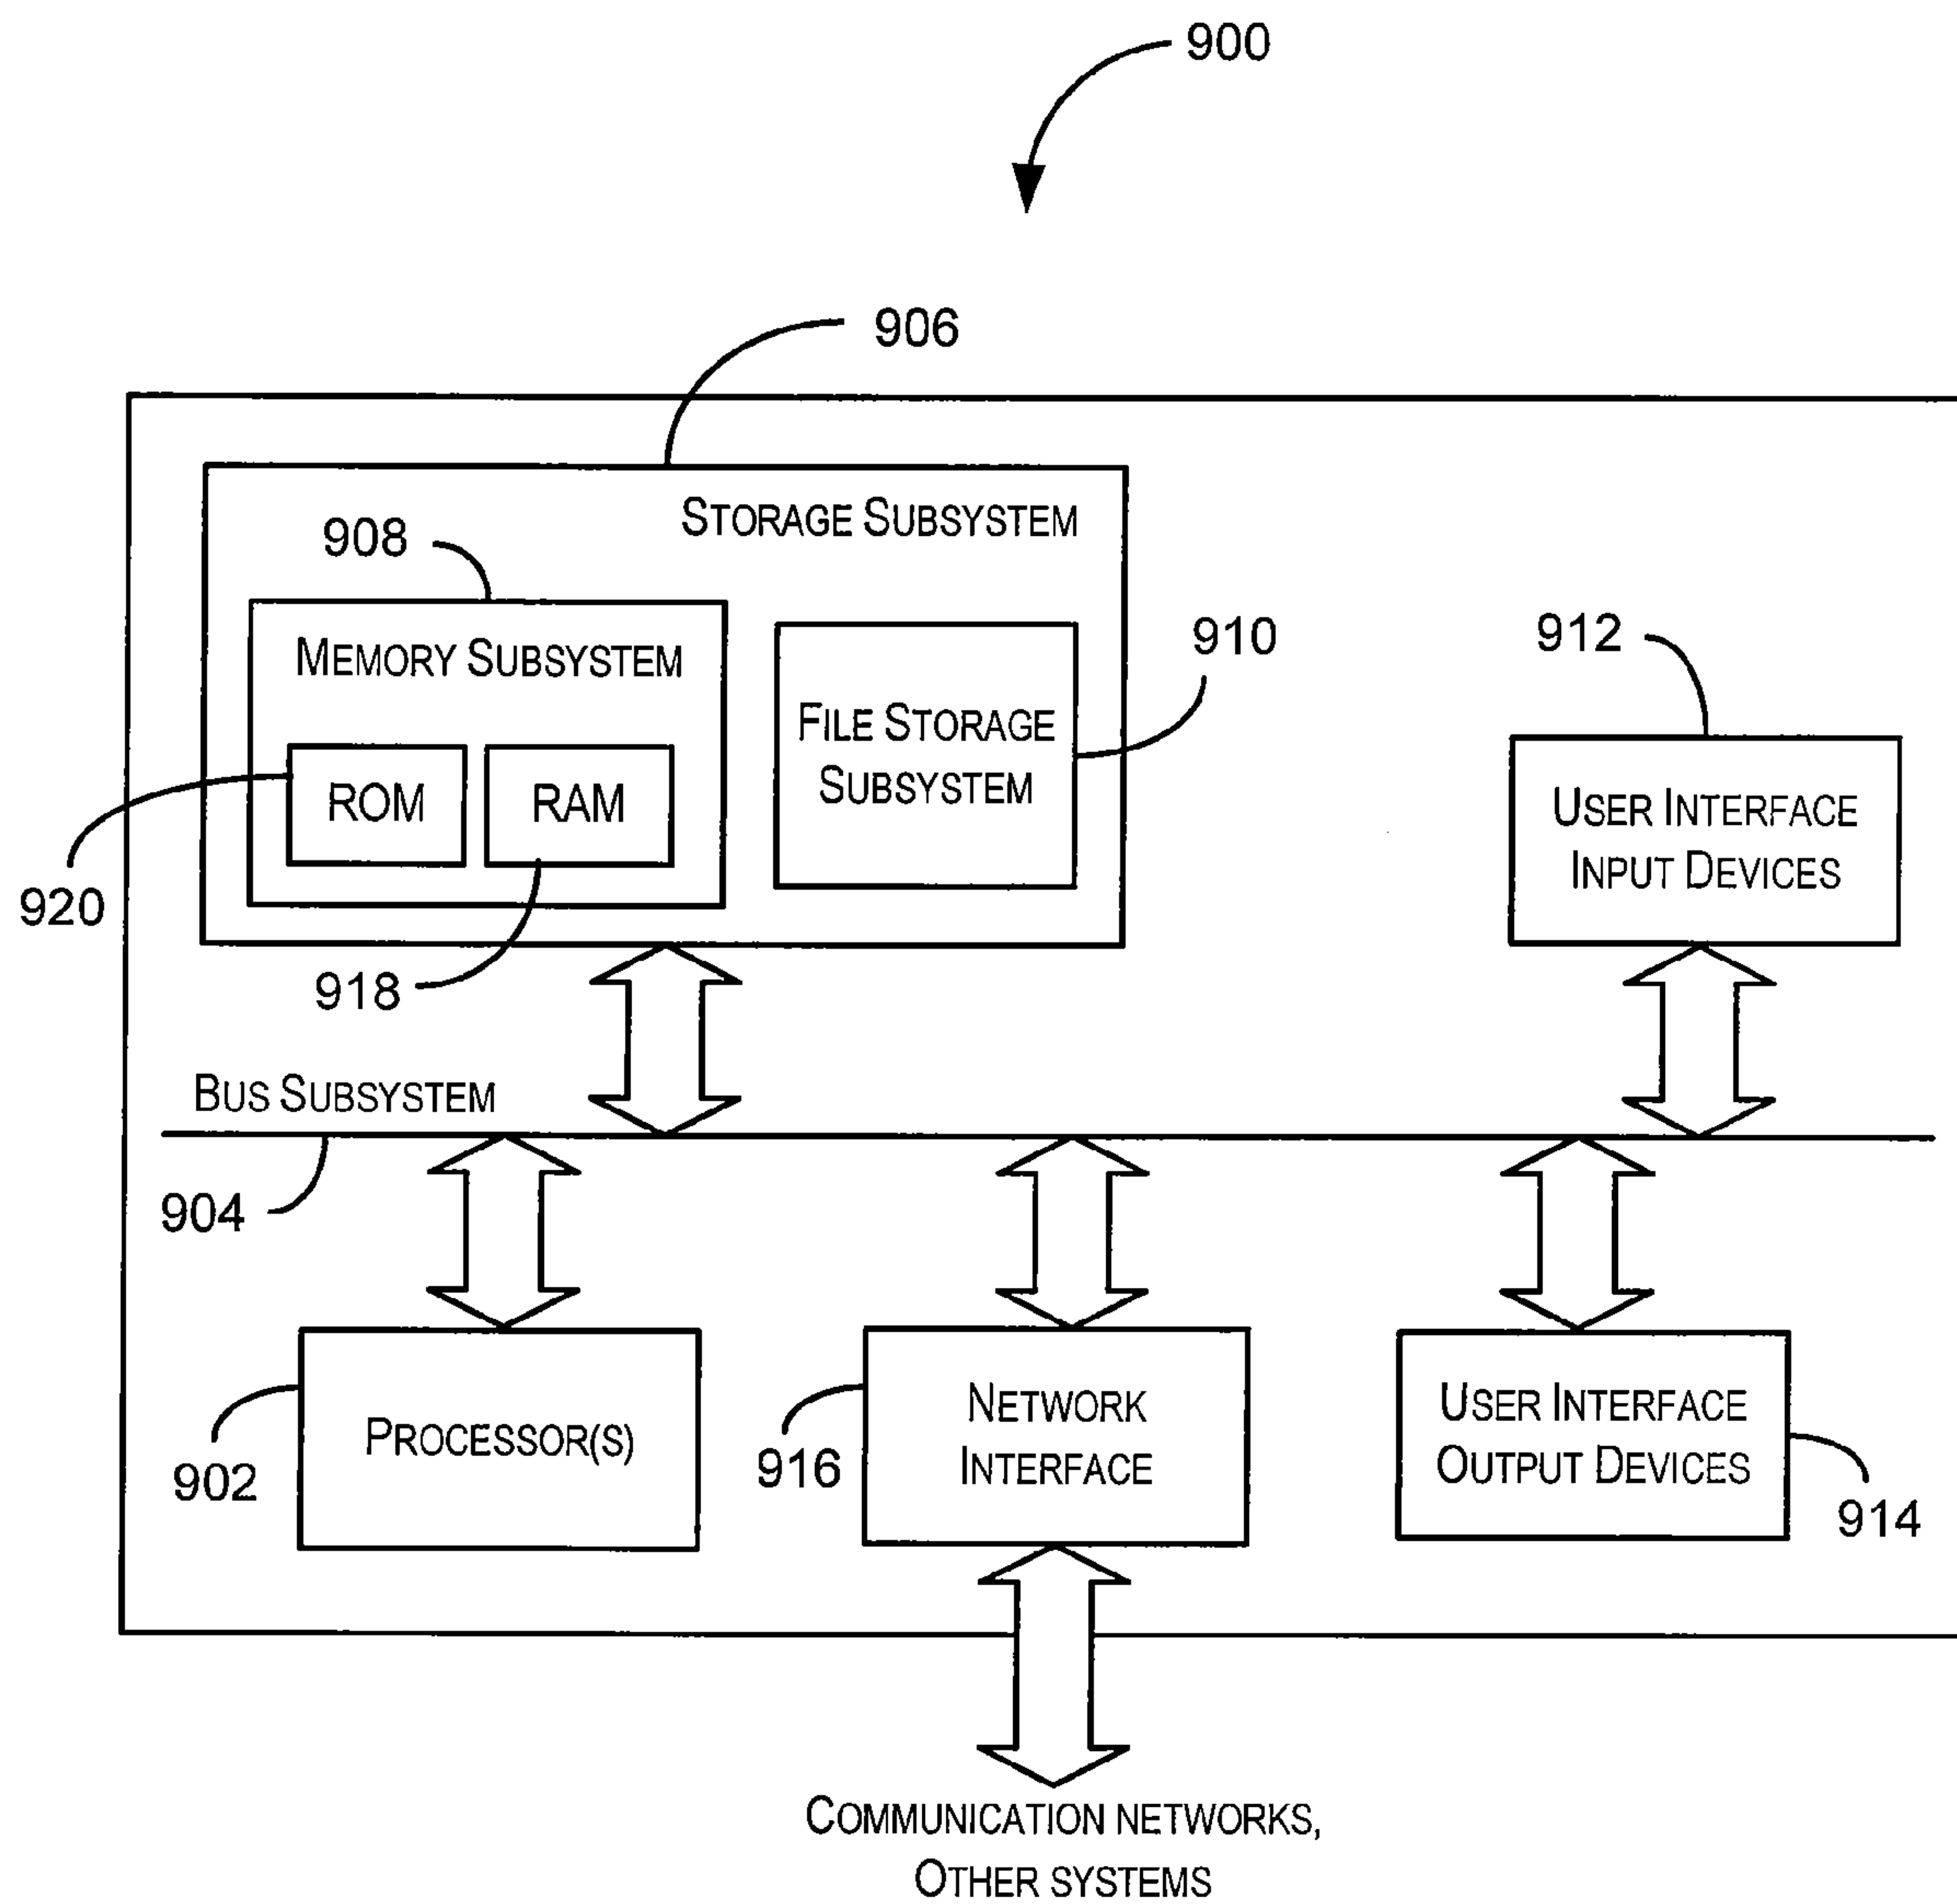 900
906
STORAGE SUBSYSTEM
908
MEMORY SUBSYSTEM
910
FILE STORAGE
SUBSYSTEM
912
ROM
RAM
USER INTERFACE
INPUT DEVICES
920
918
BUS SUBSYSTEM
904
PROCESSOR(S)
902
NETWORK
INTERFACE
916
USER INTERFACE
OUTPUT DEVICES
914
COMMUNICATION NETWORKS,
OTHER SYSTEMS